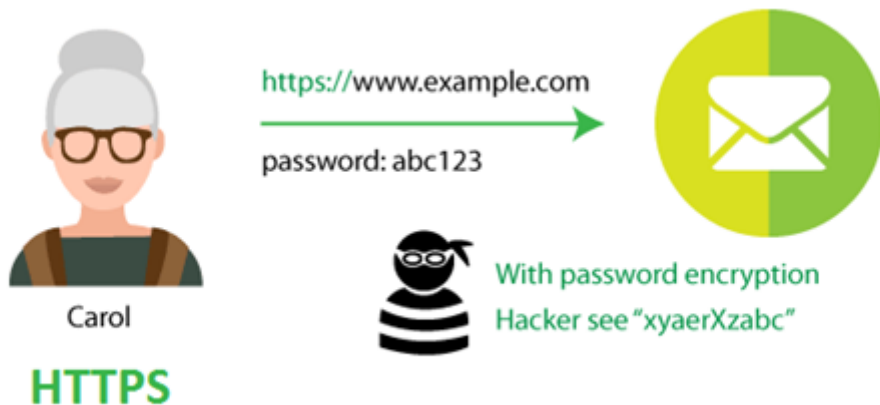 https://www.example.com
password: abc123
With password encryption
Hacker see “xyaerXzabc”
Carol
HTTPS